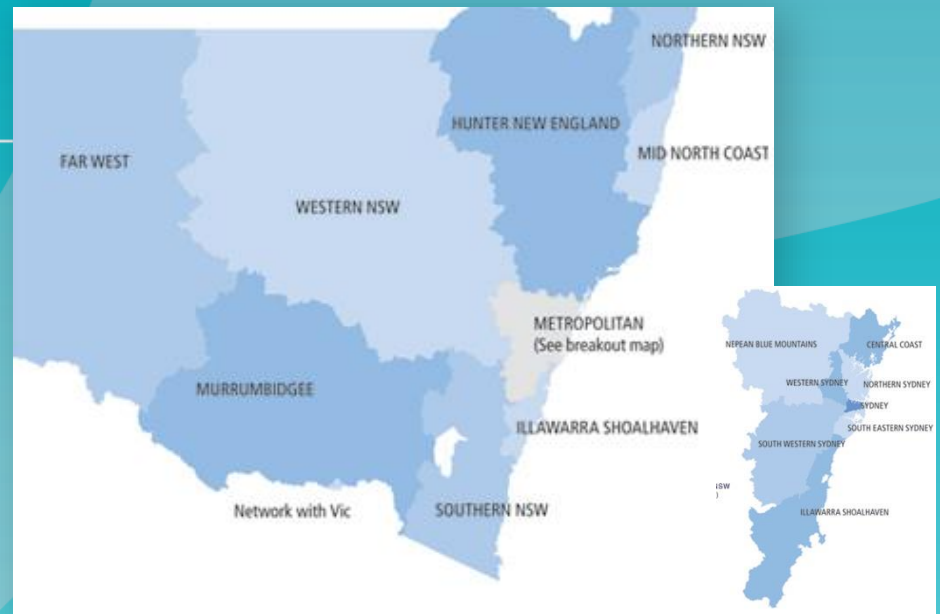 NORTHERN NSW
HUNTER NEW ENGLAND
MID NORTH COAST
FAR WEST
WESTERN NSW
METROPOLITAN
(See breakout map)
MURRUMBIDGEE
ILLAWARRA SHOALHAVEN
Network with Vic
SOUTHERN NSW
NEPEAN BLUE MOUNTAINS
CENTRAL COAST
WESTERN SYDNEY
NORTHERN SYDNEY
SYDNEY
SOUTH EASTERN SYDNEY
SOUTH WESTERN SYDNEY
ILLAWARRA SHOALHAVEN